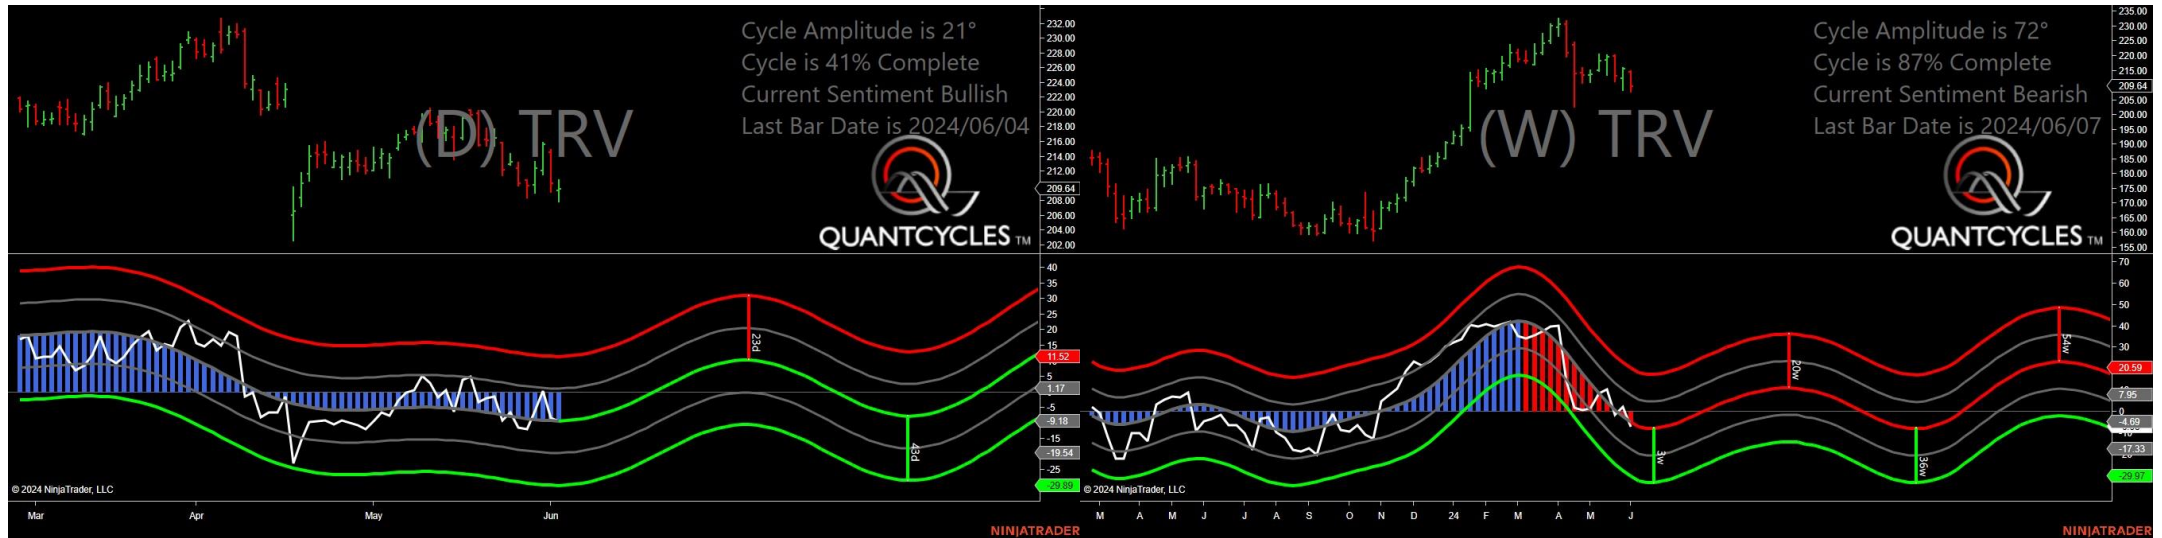 Cycle Amplitude is 21°
Cycle is 41% Complete
Current Sentiment Bullish
Last Bar Date is 2024/06/04
(D) TRV
QUANTCYCLES TM
232.00
230.00
228.00
226.00
224.00
222.00
220.00
218.00
216.00
214.00
212.00
209.64
208.00
206.00
204.00
202.00
40
35
30
25
20
15
11.52
5
1.17
-5
-9.18
-15
-19.54
-25
-29.89
23d
43d
© 2024 NinjaTrader, LLC
Mar Apr May Jun
NINJATRADER
Cycle Amplitude is 72°
Cycle is 87% Complete
Current Sentiment Bearish
Last Bar Date is 2024/06/07
(W) TRV
QUANTCYCLES TM
235.00
230.00
225.00
220.00
215.00
209.64
205.00
200.00
195.00
190.00
185.00
180.00
175.00
170.00
165.00
160.00
155.00
70
60
50
40
30
20.59
7.95
0
-4.69
-17.33
-29.97
3w
20w
36w
54w
© 2024 NinjaTrader, LLC
M A M J J A S O N D 24 F M A M J
NINJATRADER